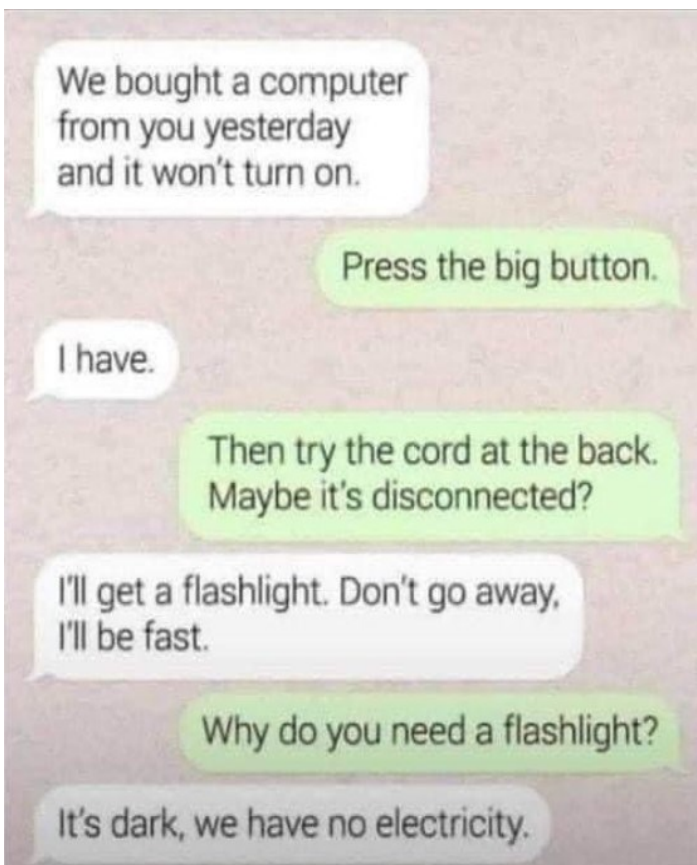 We bought a computer
from you yesterday
and it won't turn on.
Press the big button.
I have.
Then try the cord at the back.
Maybe it's disconnected?
I'll get a flashlight. Don't go away,
I'll be fast.
Why do you need a flashlight?
It's dark, we have no electricity.